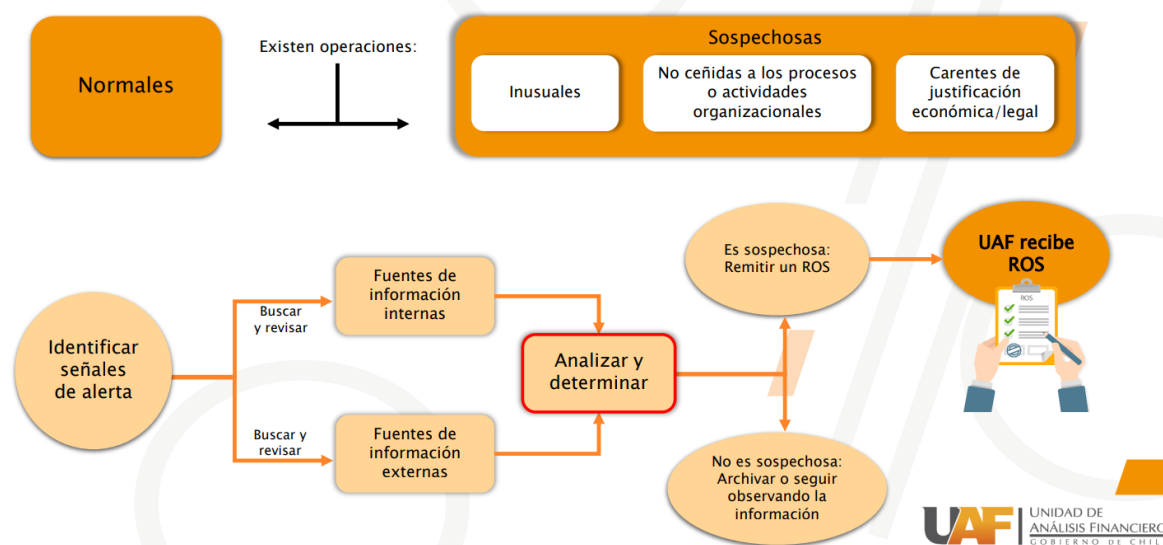 Normales
Existen operaciones:
Sospechosas
Inusuales
No ceñidas a los procesos
o actividades
organizacionales
Carentes de
justificación
económica/legal
Identificar
señales
de alerta
Buscar
y revisar
Fuentes de
información
internas
Buscar y
revisar
Fuentes de
información
externas
Analizar y
determinar
Es sospechosa:
Remitir un ROS
UAF recibe
ROS
ROS
No es sospechosa:
Archivar o seguir
observando la
información
UAF
UNIDAD DE
ANÁLISIS FINANCIERO
GOBIERNO DE CHILE